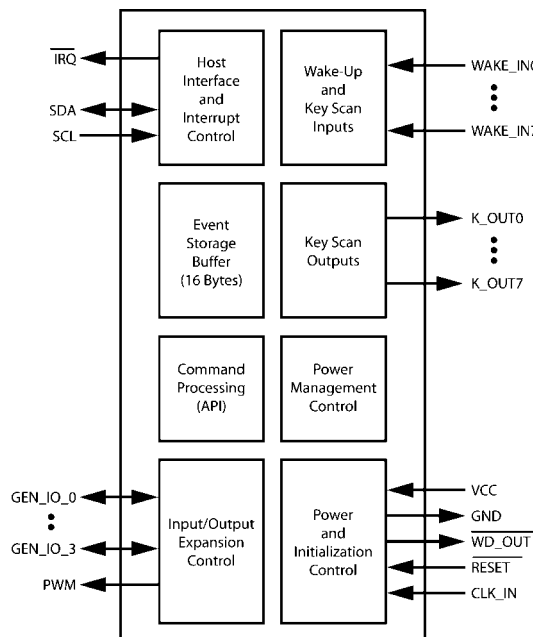 IRQ
SDA
SCL
Host
Interface
and
Interrupt
Control
Wake-Up
and
Key Scan
Inputs
WAKE_IN0
WAKE_IN7
Event
Storage
Buffer
(16 Bytes)
Key Scan
Outputs
K_OUT0
K_OUT7
Command
Processing
(API)
Power
Management
Control
GEN_IO_0
GEN_IO_3
PWM
Input/Output
Expansion
Control
Power
and
Initialization
Control
VCC
GND
WD_OUT
RESET
CLK_IN